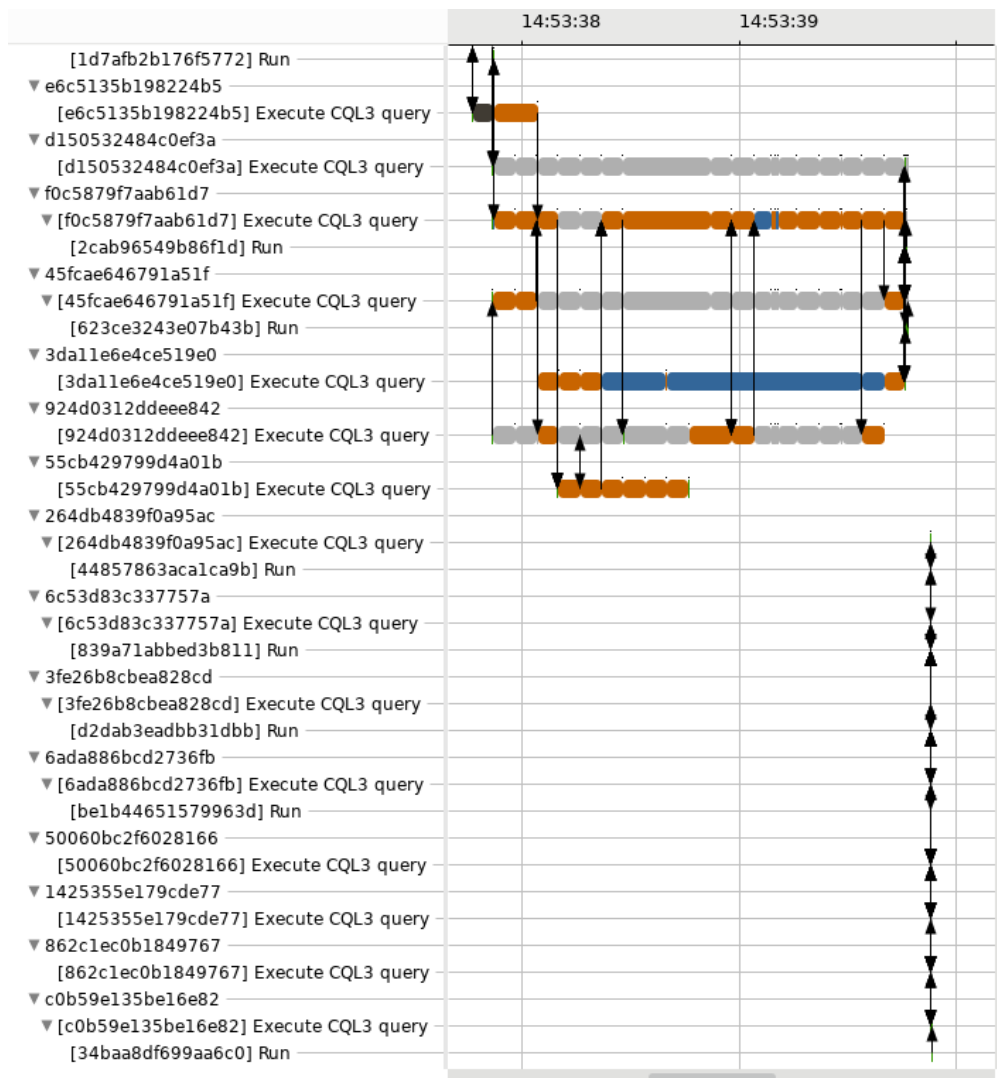 14:53:38 14:53:39
[1d7afb2b176f5772] Run
e6c5135b198224b5
[e6c5135b198224b5] Execute CQL3 query
d150532484c0ef3a
[d150532484c0ef3a] Execute CQL3 query
f0c5879f7aab61d7
[f0c5879f7aab61d7] Execute CQL3 query
[2cab96549b86f1d] Run
45fcae646791a51f
[45fcae646791a51f] Execute CQL3 query
[623ce3243e07b43b] Run
3da11e6e4ce519e0
[3da11e6e4ce519e0] Execute CQL3 query
924d0312ddeee842
[924d0312ddeee842] Execute CQL3 query
55cb429799d4a01b
[55cb429799d4a01b] Execute CQL3 query
264db4839f0a95ac
[264db4839f0a95ac] Execute CQL3 query
[44857863aca1ca9b] Run
6c53d83c337757a
[6c53d83c337757a] Execute CQL3 query
[839a71abbed3b811] Run
3fe26b8cbea828cd
[3fe26b8cbea828cd] Execute CQL3 query
[d2dab3eadbb31dbb] Run
6ada886bcd2736fb
[6ada886bcd2736fb] Execute CQL3 query
[be1b44651579963d] Run
50060bc2f6028166
[50060bc2f6028166] Execute CQL3 query
1425355e179cde77
[1425355e179cde77] Execute CQL3 query
862c1ec0b1849767
[862c1ec0b1849767] Execute CQL3 query
c0b59e135be16e82
[c0b59e135be16e82] Execute CQL3 query
[34baa8df699aa6c0] Run